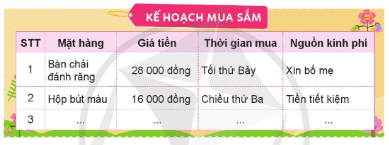 KẾ HOẠCH MUA SẮM
STT Mặt hàng Giá tiền Thời gian mua Nguồn kinh phí
1 Bàn chải đánh răng 28 000 đồng Tối thứ Bảy Xin bố mẹ
2 Hộp bút màu 16 000 đồng Chiều thứ Ba Tiền tiết kiệm
3 ... ... ... ...